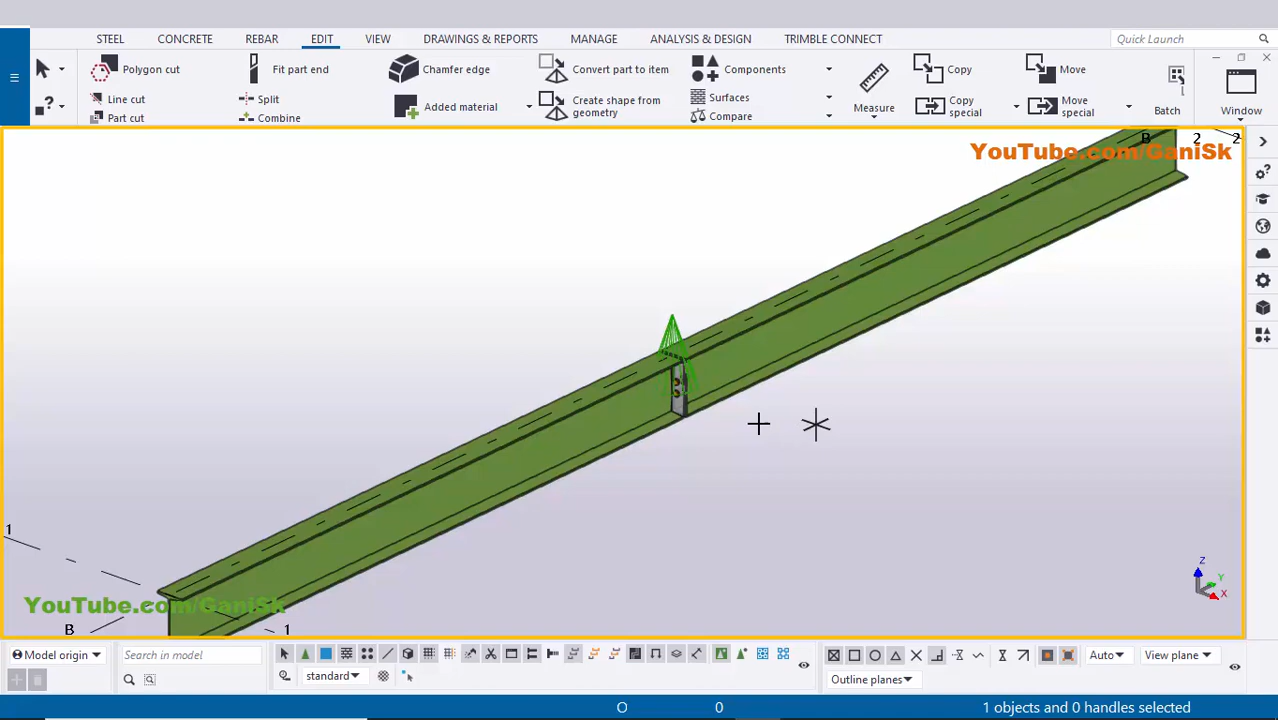 STEEL CONCRETE REBAR EDIT VIEW DRAWINGS & REPORTS MANAGE ANALYSIS & DESIGN TRIMBLE CONNECT Quick Launch
Polygon cut Fit part end Chamfer edge Convert part to item Components Copy Move
Line cut Split Added material Create shape from geometry Surfaces Measure Copy special Move special Batch Window
Part cut Combine Compare
B 2 2
YouTube.com/GaniSk
1
Z
Y
X
YouTube.com/GaniSk
B 1
Model origin Search in model Auto View plane
standard Outline planes
O 0 1 objects and 0 handles selected